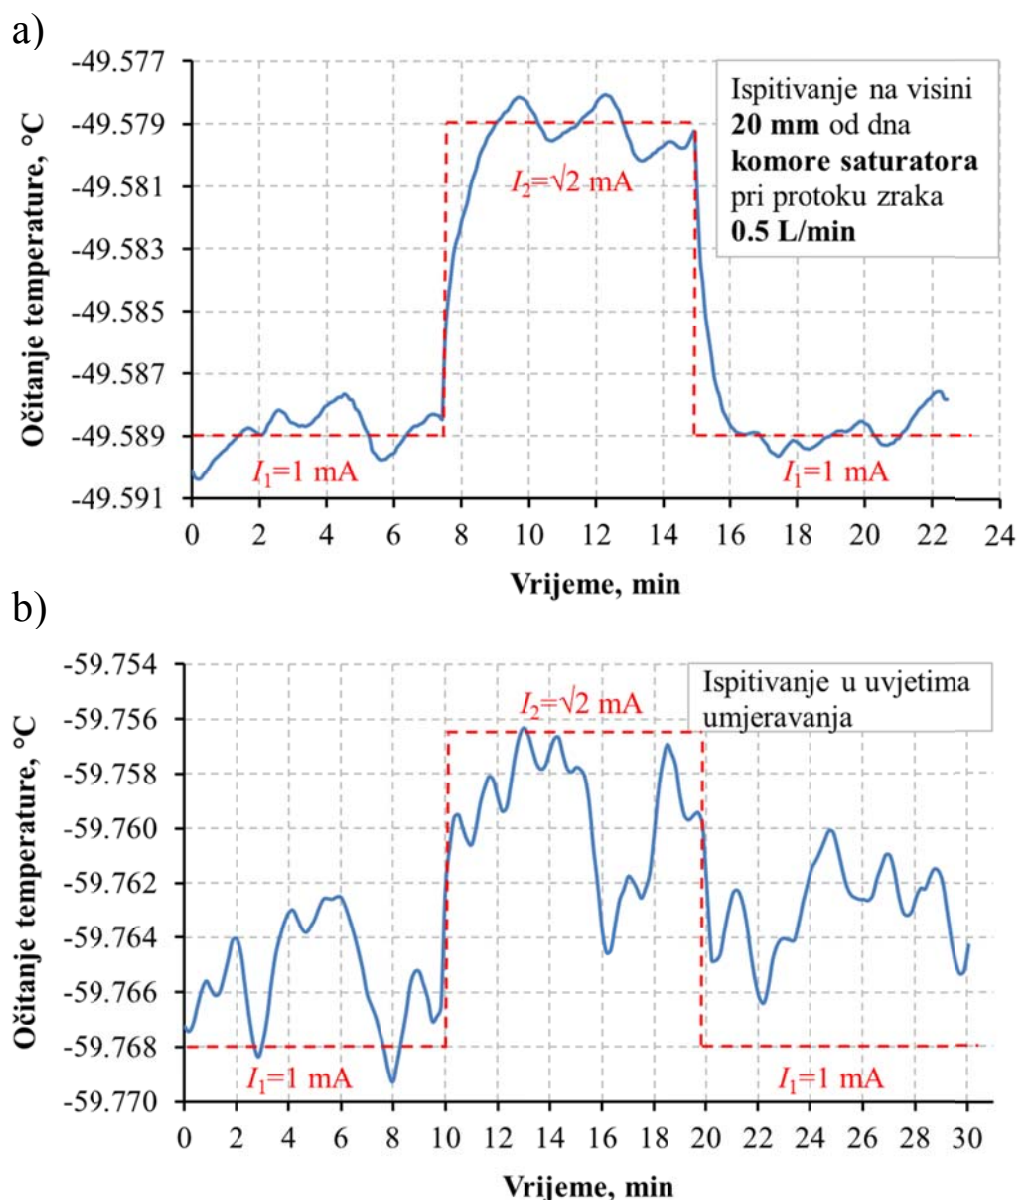 a)
Očitanje temperature, °C
-49.577
-49.579
-49.581
-49.583
-49.585
-49.587
-49.589
-49.591
Ispitivanje na visini
20 mm od dna
komore saturatora
pri protoku zraka
0.5 L/min
I₂=√2 mA
I₁=1 mA
I₁=1 mA
0 2 4 6 8 10 12 14 16 18 20 22 24
Vrijeme, min
b)
Očitanje temperature, °C
-59.754
-59.756
-59.758
-59.760
-59.762
-59.764
-59.766
-59.768
-59.770
Ispitivanje u uvjetima
umjeravanja
I₂=√2 mA
I₁=1 mA
I₁=1 mA
0 2 4 6 8 10 12 14 16 18 20 22 24 26 28 30
Vrijeme, min